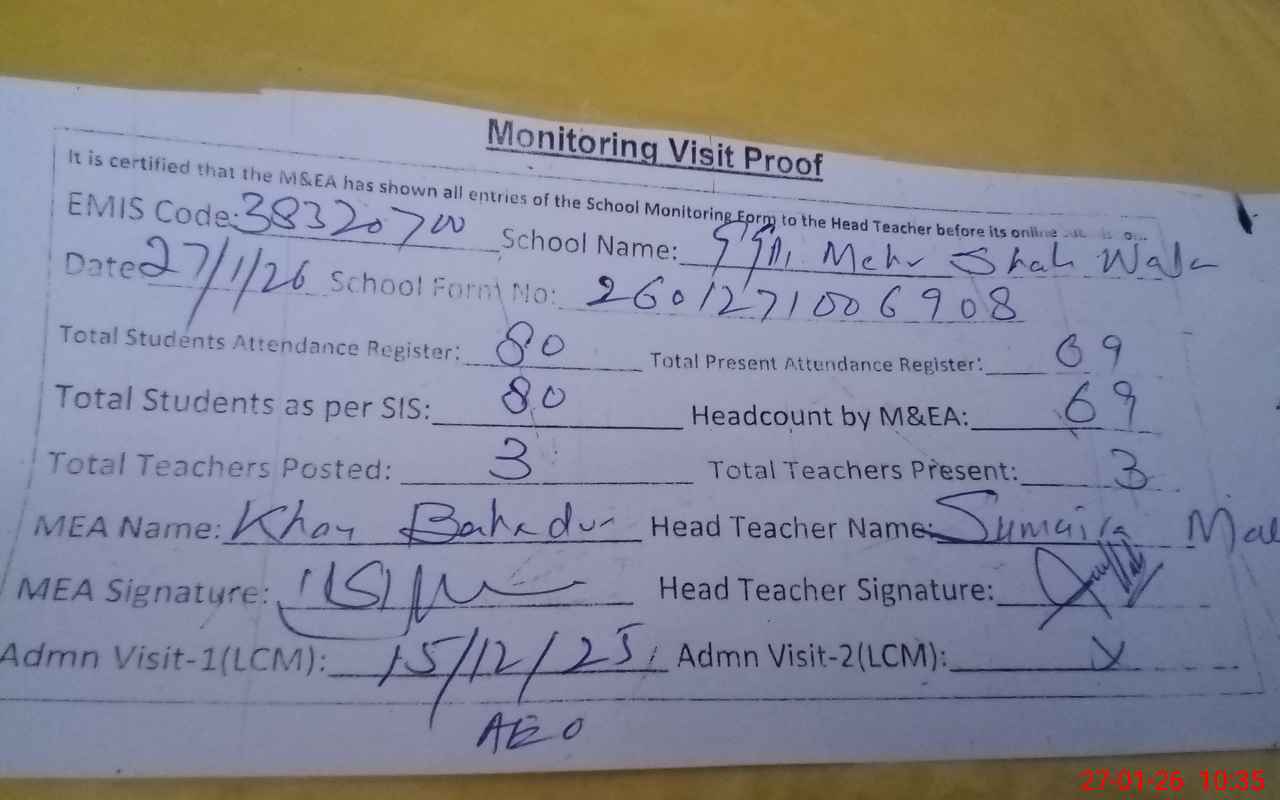 Monitoring Visit Proof
It is certified that the M&EA has shown all entries of the School Monitoring Form to the Head Teacher before its online
EMIS Code: 38320700 School Name: Mehr Shah Wala
Date 27/1/26 School Form No: 2601271006908
Total Students Attendance Register: 80 Total Present Attendance Register: 69
Total Students as per SIS: 80 Headcount by M&EA: 69
Total Teachers Posted: 3 Total Teachers Present: 3
MEA Name: Khan Bahadur Head Teacher Name: Sumaira
MEA Signature: Head Teacher Signature:
Admn Visit-1(LCM): 15/12/25 Admn Visit-2(LCM): x
AEO
27-01-26 10:35